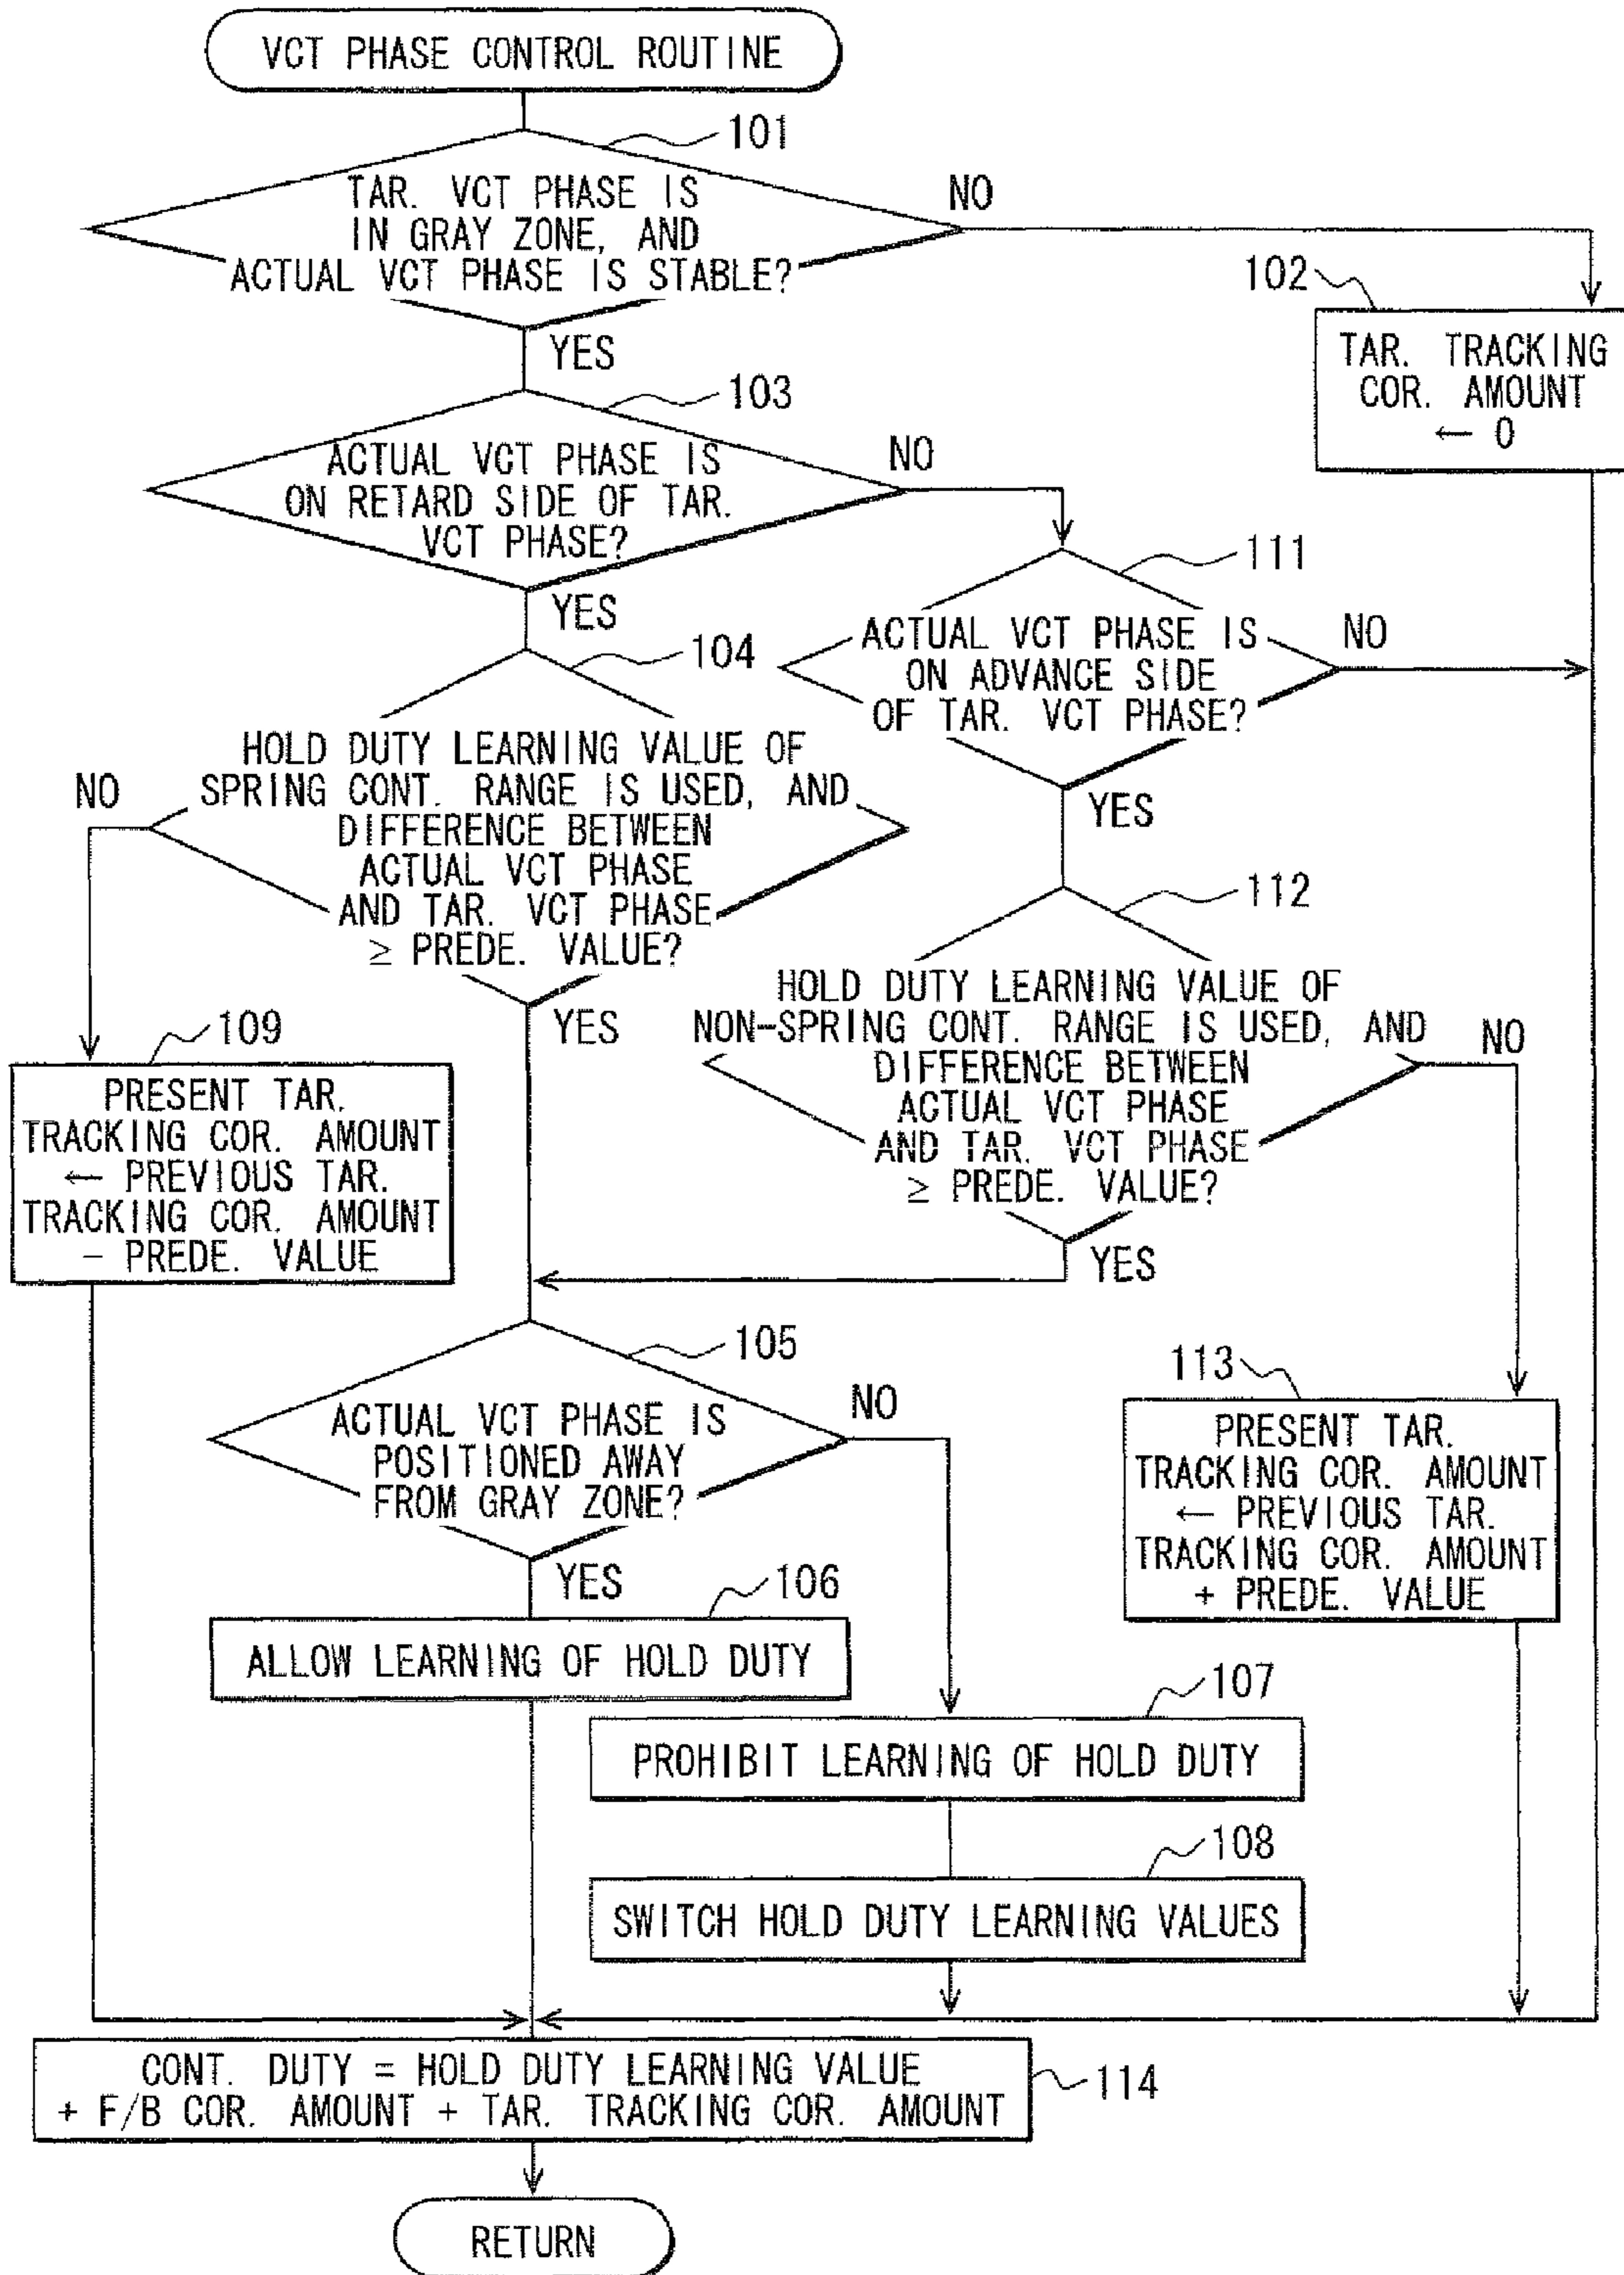 VCT PHASE CONTROL ROUTINE
101
TAR. VCT PHASE IS
IN GRAY ZONE, AND
ACTUAL VCT PHASE IS STABLE?
NO
YES
102
TAR. TRACKING
COR. AMOUNT
← 0
103
ACTUAL VCT PHASE IS
ON RETARD SIDE OF TAR.
VCT PHASE?
NO
YES
111
ACTUAL VCT PHASE IS
ON ADVANCE SIDE
OF TAR. VCT PHASE?
NO
YES
104
HOLD DUTY LEARNING VALUE OF
SPRING CONT. RANGE IS USED, AND
DIFFERENCE BETWEEN
ACTUAL VCT PHASE
AND TAR. VCT PHASE
≥ PREDE. VALUE?
NO
YES
112
HOLD DUTY LEARNING VALUE OF
NON-SPRING CONT. RANGE IS USED, AND
DIFFERENCE BETWEEN
ACTUAL VCT PHASE
AND TAR. VCT PHASE
≥ PREDE. VALUE?
NO
YES
109
PRESENT TAR.
TRACKING COR. AMOUNT
← PREVIOUS TAR.
TRACKING COR. AMOUNT
− PREDE. VALUE
105
ACTUAL VCT PHASE IS
POSITIONED AWAY
FROM GRAY ZONE?
NO
YES
113
PRESENT TAR.
TRACKING COR. AMOUNT
← PREVIOUS TAR.
TRACKING COR. AMOUNT
+ PREDE. VALUE
106
ALLOW LEARNING OF HOLD DUTY
107
PROHIBIT LEARNING OF HOLD DUTY
108
SWITCH HOLD DUTY LEARNING VALUES
CONT. DUTY = HOLD DUTY LEARNING VALUE
+ F/B COR. AMOUNT + TAR. TRACKING COR. AMOUNT
114
RETURN